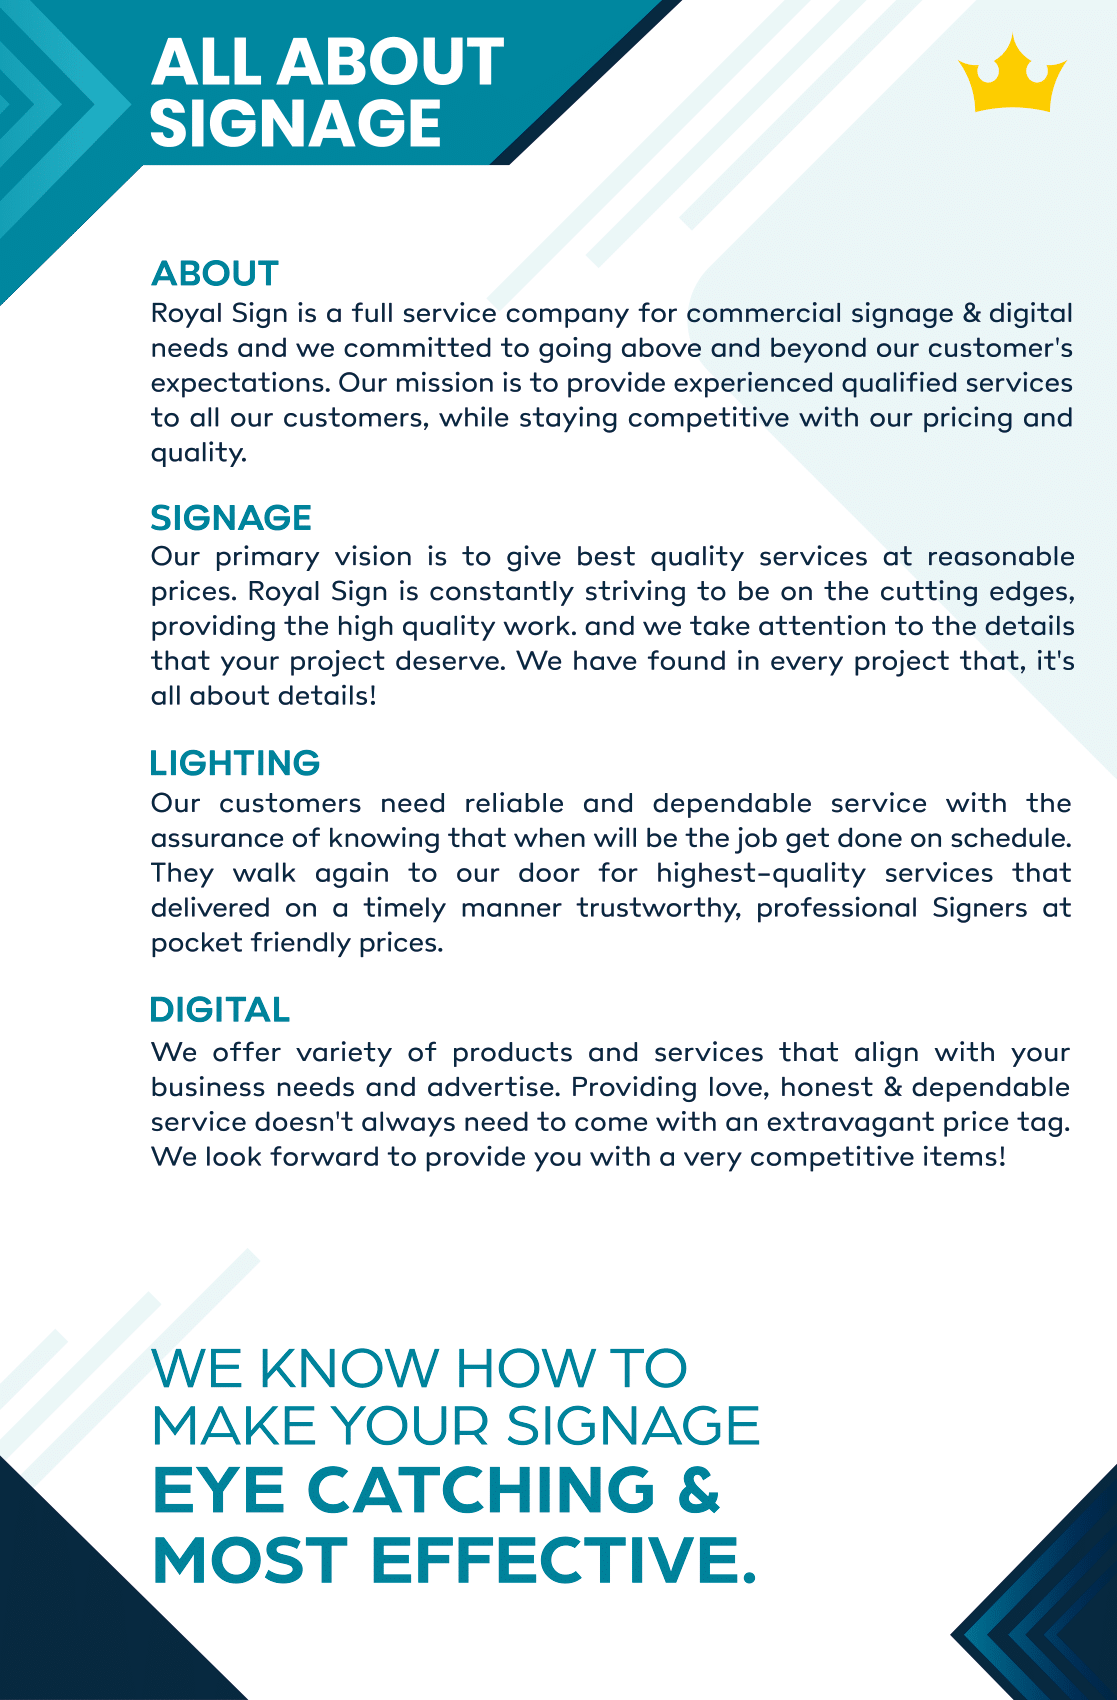 ALL ABOUT
SIGNAGE
ABOUT
Royal Sign is a full service company for commercial signage & digital
needs and we committed to going above and beyond our customer's
expectations. Our mission is to provide experienced qualified services
to all our customers, while staying competitive with our pricing and
quality.
SIGNAGE
Our primary vision is to give best quality services at reasonable
prices. Royal Sign is constantly striving to be on the cutting edges,
providing the high quality work. and we take attention to the details
that your project deserve. We have found in every project that, it's
all about details!
LIGHTING
Our customers need reliable and dependable service with the
assurance of knowing that when will be the job get done on schedule.
They walk again to our door for highest-quality services that
delivered on a timely manner trustworthy, professional Signers at
pocket friendly prices.
DIGITAL
We offer variety of products and services that align with your
business needs and advertise. Providing love, honest & dependable
service doesn't always need to come with an extravagant price tag.
We look forward to provide you with a very competitive items!
WE KNOW HOW TO
MAKE YOUR SIGNAGE
EYE CATCHING &
MOST EFFECTIVE.